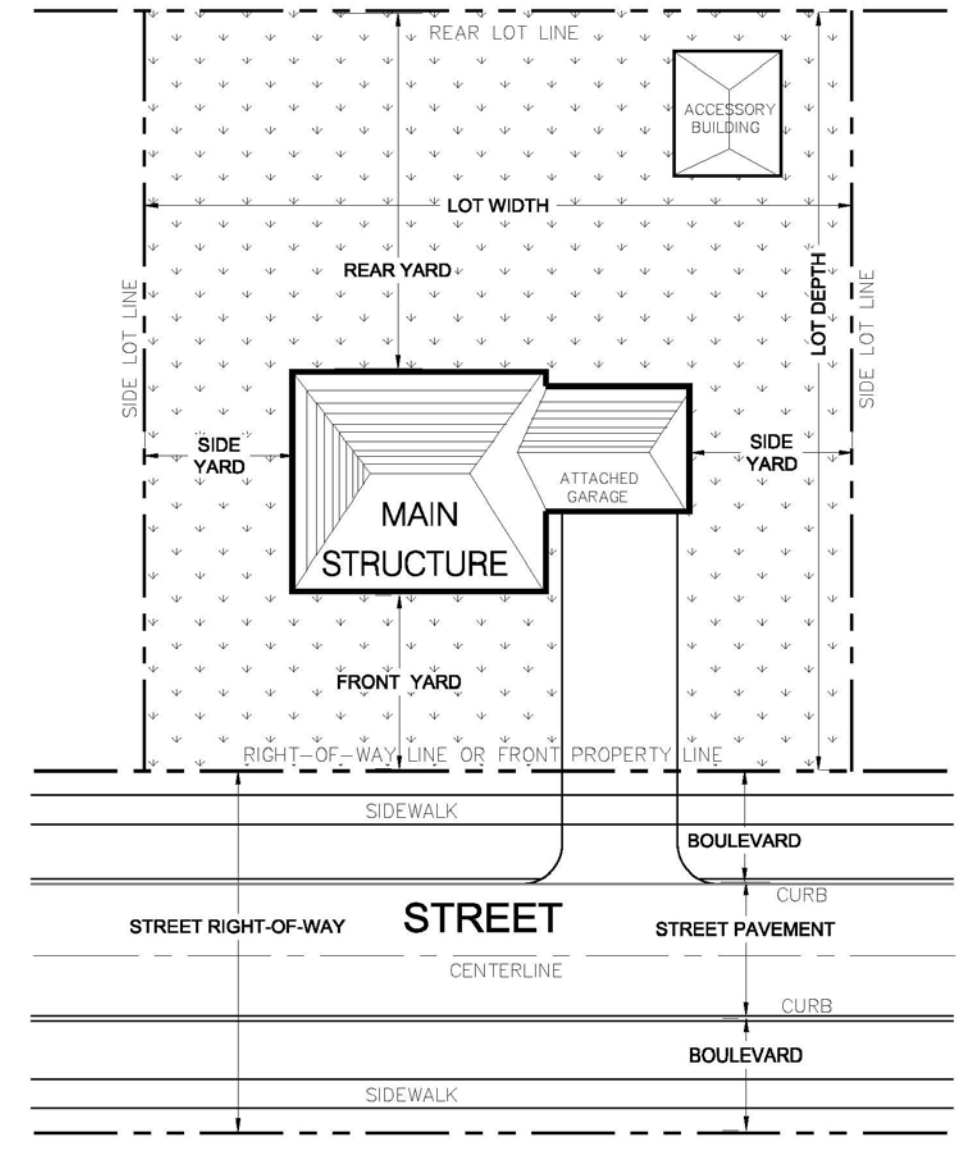 REAR LOT LINE
ACCESSORY
BUILDING
LOT WIDTH
REAR YARD
LOT DEPTH
SIDE LOT LINE
SIDE LOT LINE
SIDE
YARD
SIDE
YARD
ATTACHED
GARAGE
MAIN
STRUCTURE
FRONT YARD
RIGHT-OF-WAY LINE OR FRONT PROPERTY LINE
SIDEWALK
BOULEVARD
CURB
STREET RIGHT-OF-WAY
STREET
STREET PAVEMENT
CENTERLINE
CURB
BOULEVARD
SIDEWALK